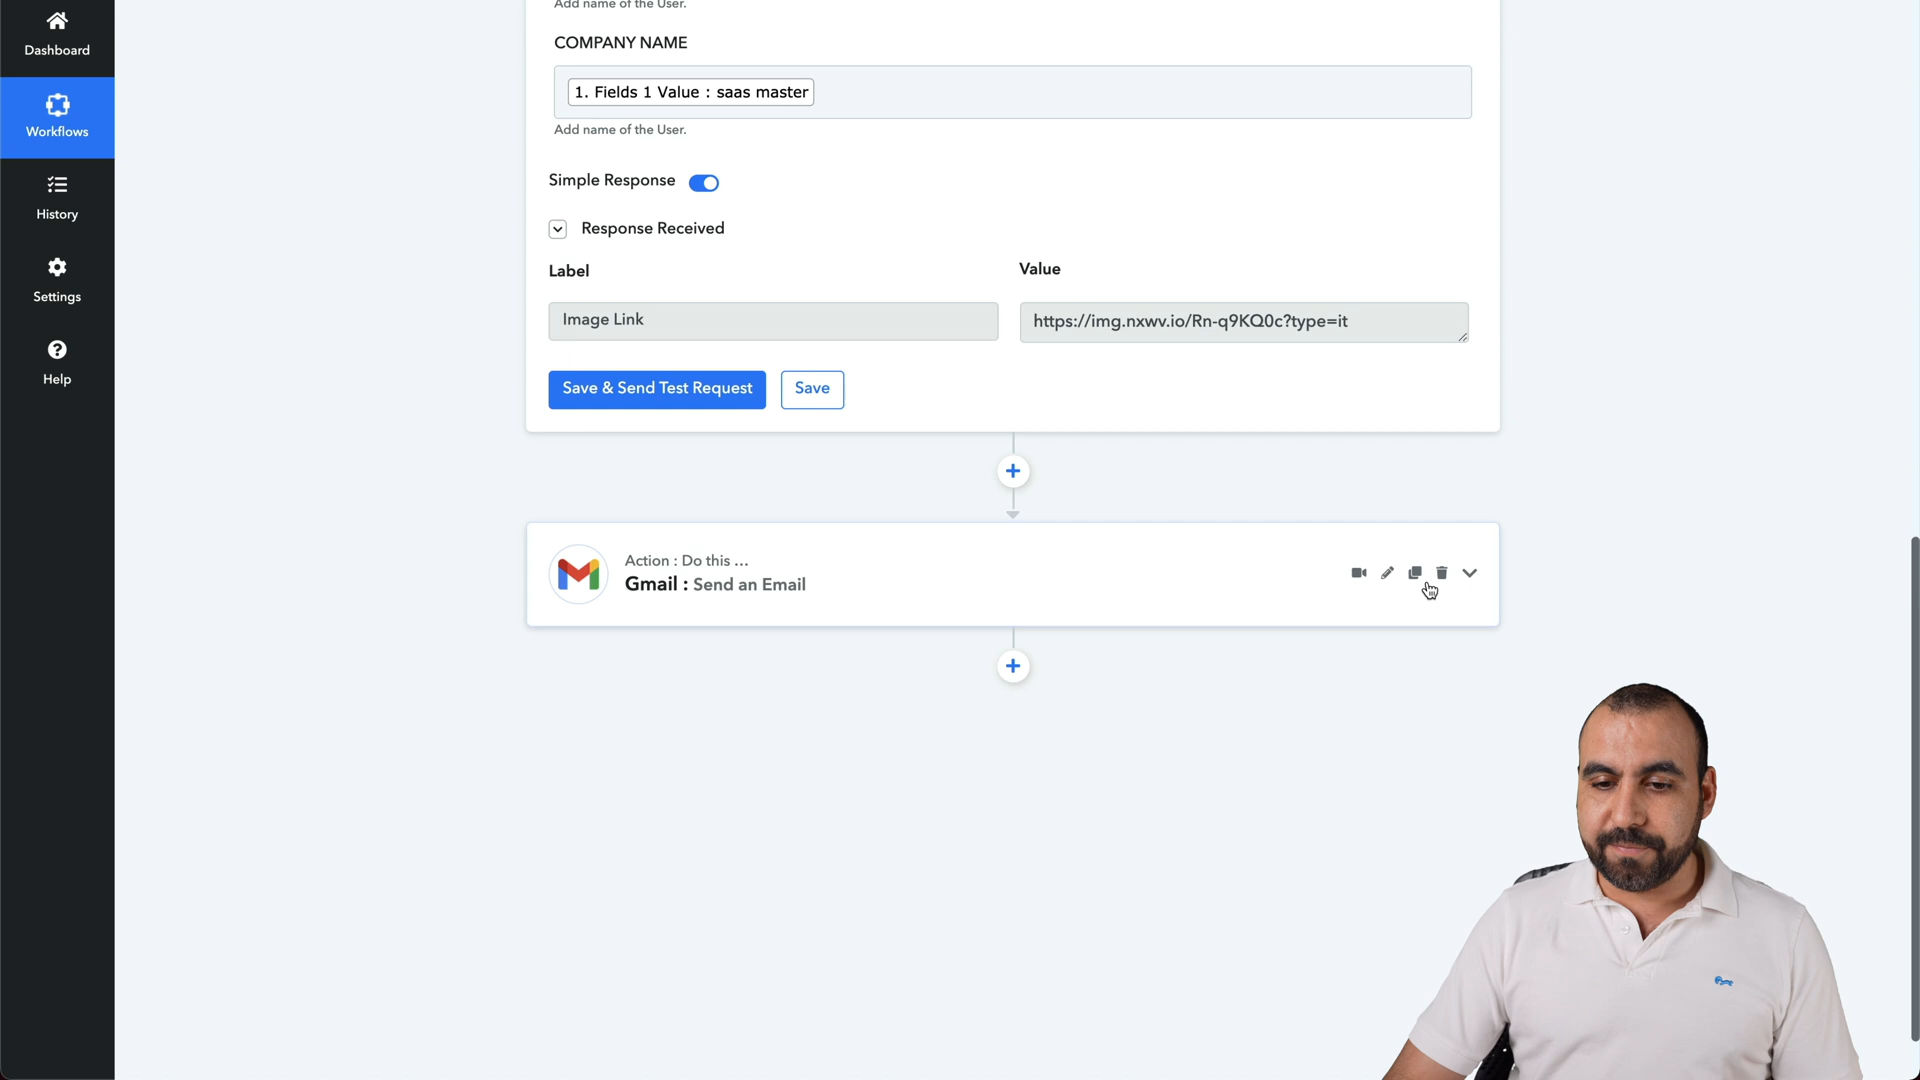 Add name of the User.
Dashboard
COMPANY NAME
1. Fields 1 Value : saas master
Add name of the User.
Workflows
Simple Response
History
Response Received
Label
Value
Settings
Image Link
https://img.nxwv.io/Rn-q9KQ0c?type=it
Help
Save & Send Test Request
Save
Action : Do this ...
Gmail : Send an Email